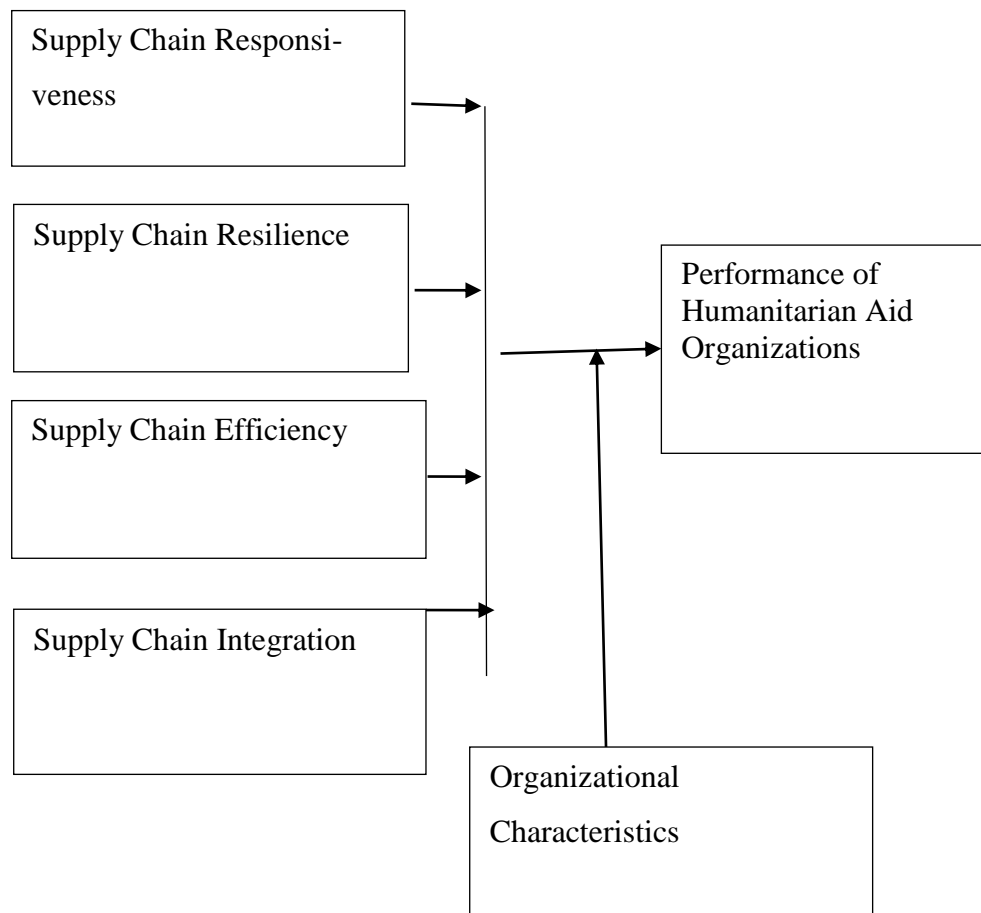 Supply Chain Responsi-
veness
Supply Chain Resilience
Performance of
Humanitarian Aid
Organizations
Supply Chain Efficiency
Supply Chain Integration
Organizational
Characteristics